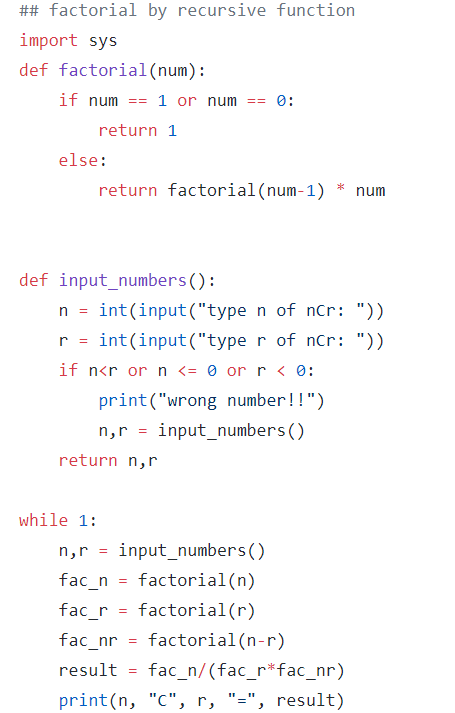 ## factorial by recursive function
import sys
def factorial(num):
    if num == 1 or num == 0:
        return 1
    else:
        return factorial(num-1) * num


def input_numbers():
    n = int(input("type n of nCr: "))
    r = int(input("type r of nCr: "))
    if n<r or n <= 0 or r < 0:
        print("wrong number!!")
        n,r = input_numbers()
    return n,r

while 1:
    n,r = input_numbers()
    fac_n = factorial(n)
    fac_r = factorial(r)
    fac_nr = factorial(n-r)
    result = fac_n/(fac_r*fac_nr)
    print(n, "C", r, "=", result)